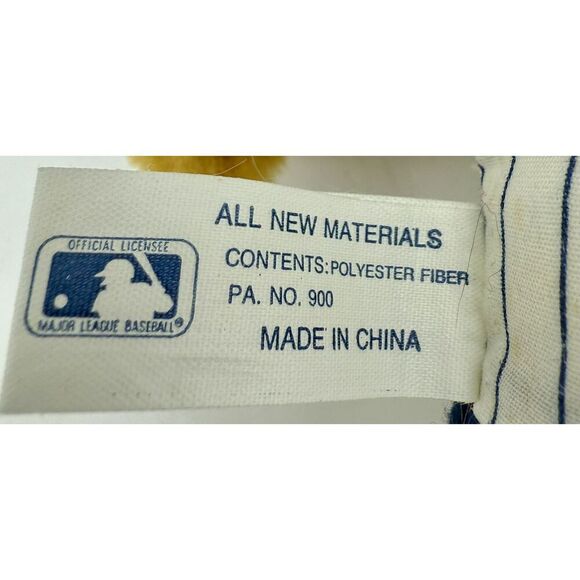 OFFICIAL LICENSEE
MAJOR LEAGUE BASEBALL®
ALL NEW MATERIALS
CONTENTS:POLYESTER FIBER
PA. NO. 900
MADE IN CHINA